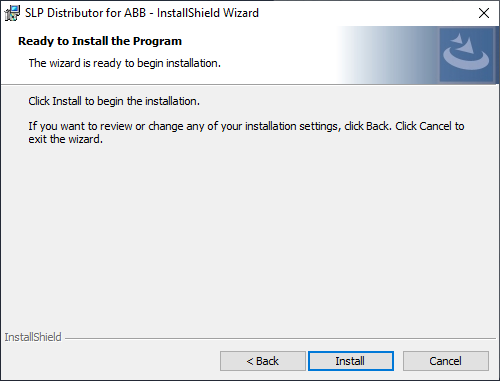 SLP Distributor for ABB - InstallShield Wizard
Ready to Install the Program
The wizard is ready to begin installation.
Click Install to begin the installation.
If you want to review or change any of your installation settings, click Back. Click Cancel to
exit the wizard.
InstallShield
< Back
Install
Cancel